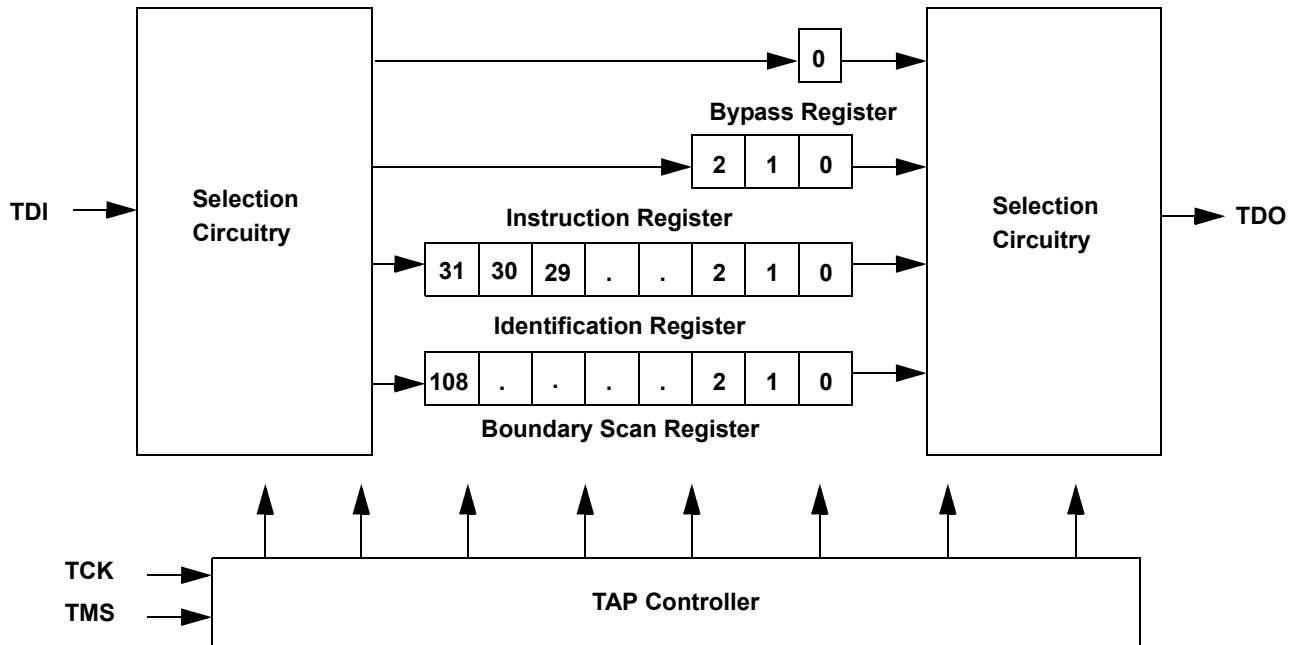 0
Bypass Register
2 1 0
Selection
Circuitry
Selection
Circuitry
TDI
TDO
Instruction Register
31 30 29 . . 2 1 0
Identification Register
108 . . . . 2 1 0
Boundary Scan Register
TCK
TMS
TAP Controller